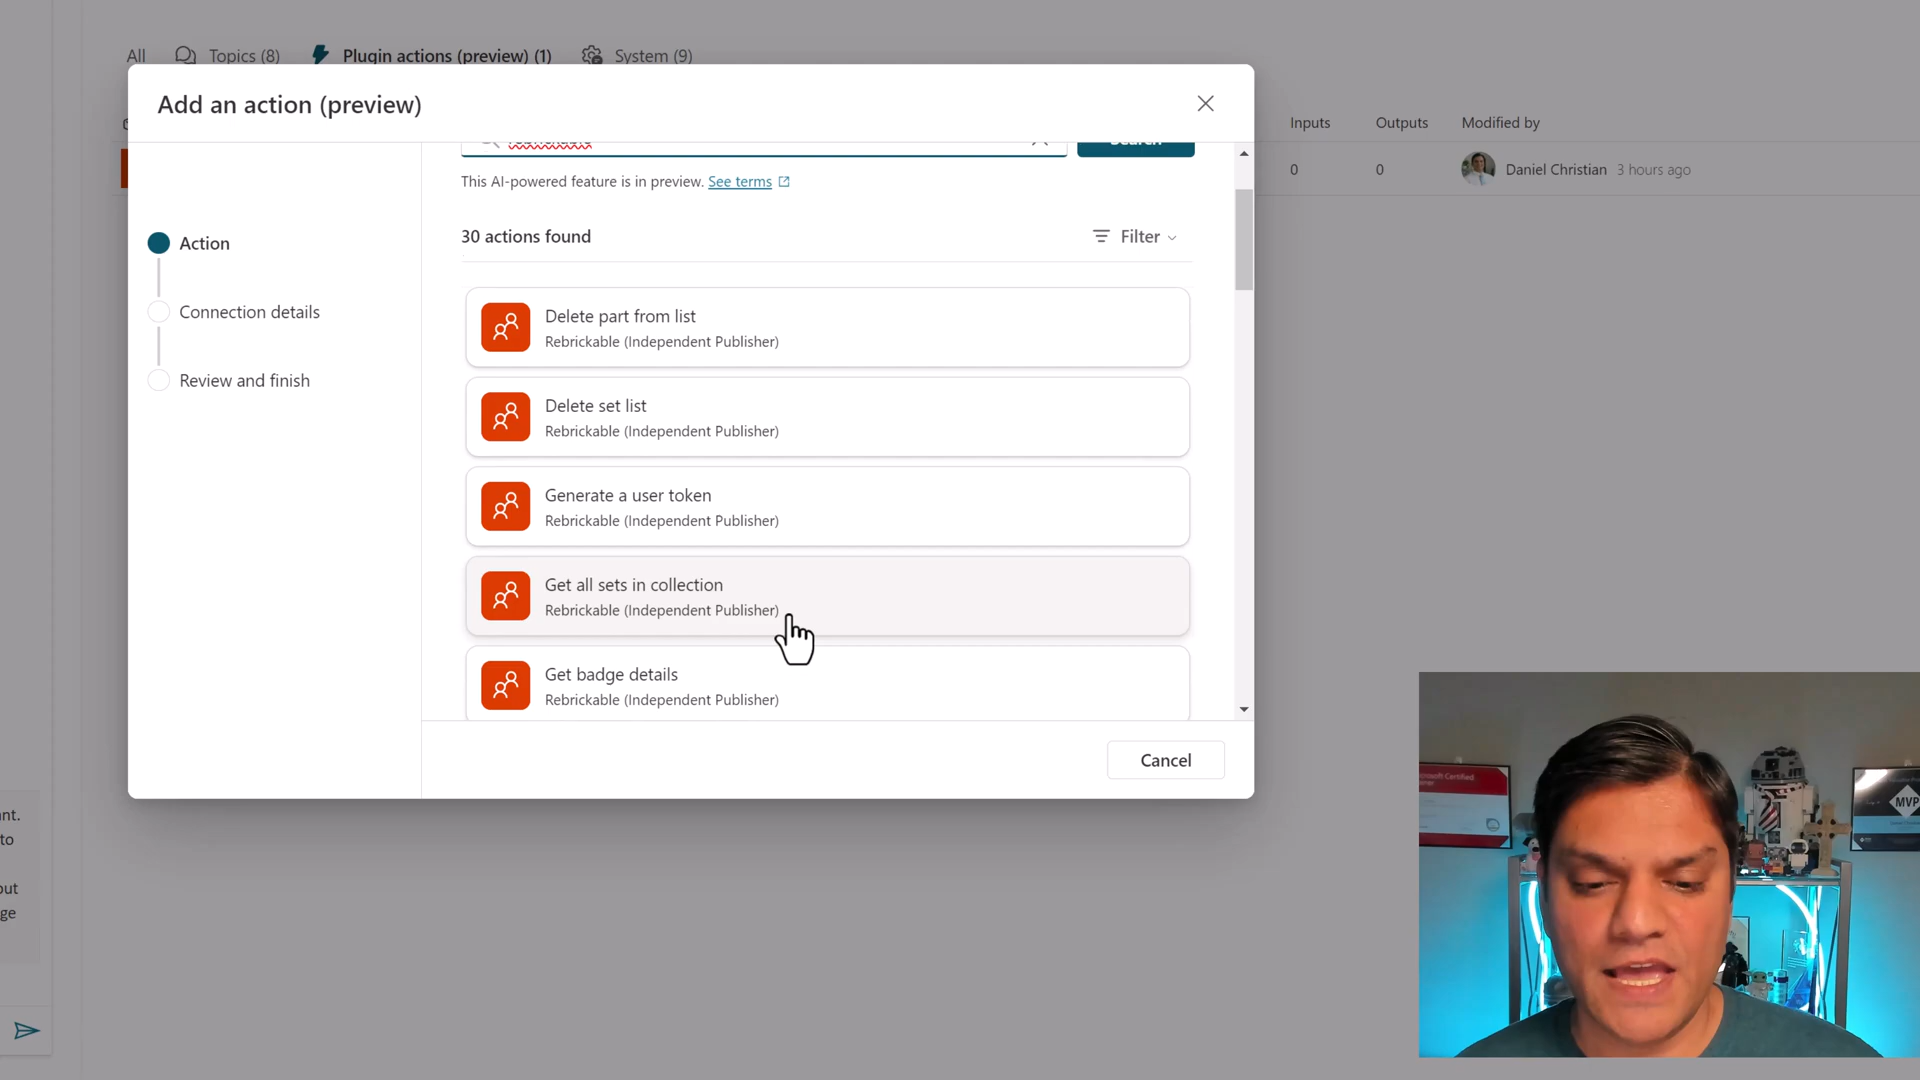 All
Topics (8)
Plugin actions (preview) (1)
System (9)
Add an action (preview)
Inputs
Outputs
Modified by
rebrickable
Search
0
0
Daniel Christian
3 hours ago
This AI-powered feature is in preview. See terms
Action
30 actions found
Filter
Connection details
Delete part from list
Rebrickable (Independent Publisher)
Review and finish
Delete set list
Rebrickable (Independent Publisher)
Generate a user token
Rebrickable (Independent Publisher)
Get all sets in collection
Rebrickable (Independent Publisher)
Get badge details
Rebrickable (Independent Publisher)
Cancel
nt.
to
out
ge
MVP